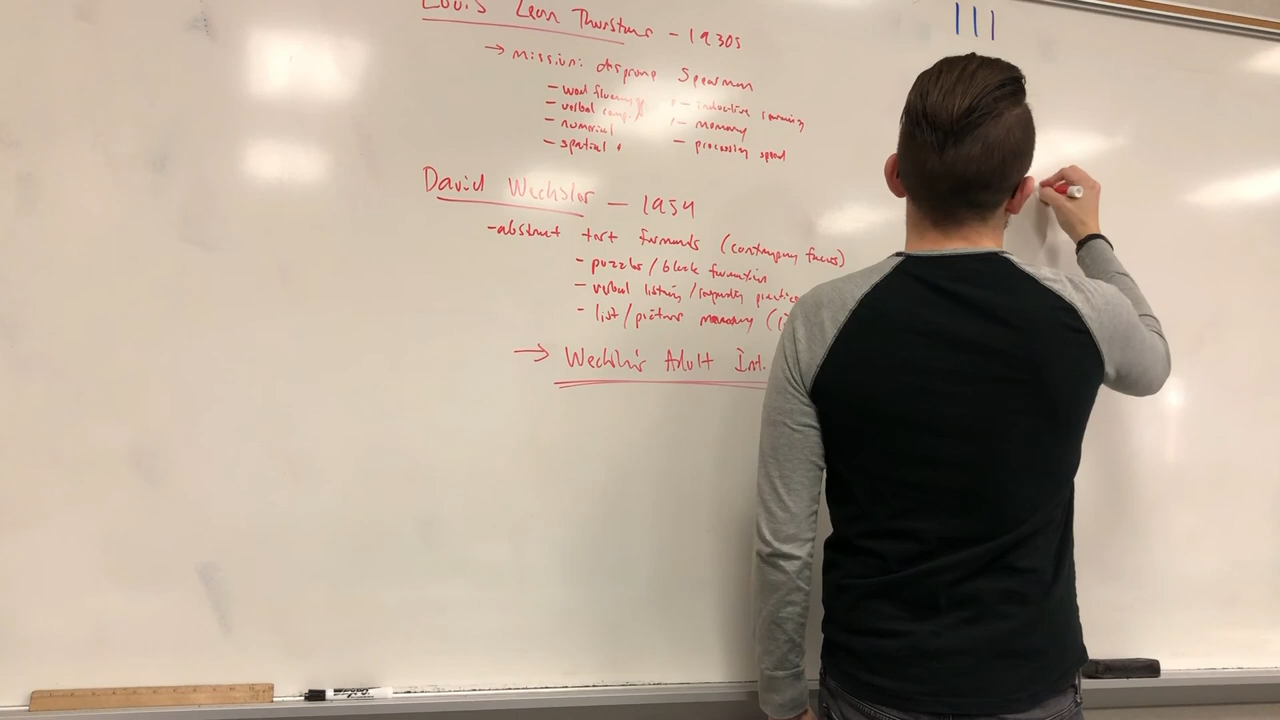 Louis Leon Thurstone - 1930s
→ mission: disprove Spearman
- word fluency - inductive reasoning
- verbal comp. - memory
- numerical - processing speed
- spatial
David Wechsler - 1954
- abstract test formats (contemporary focus)
- puzzles / block formation
- verbal listing / practice
- list / picture memory
→ Wechsler's Adult Int.